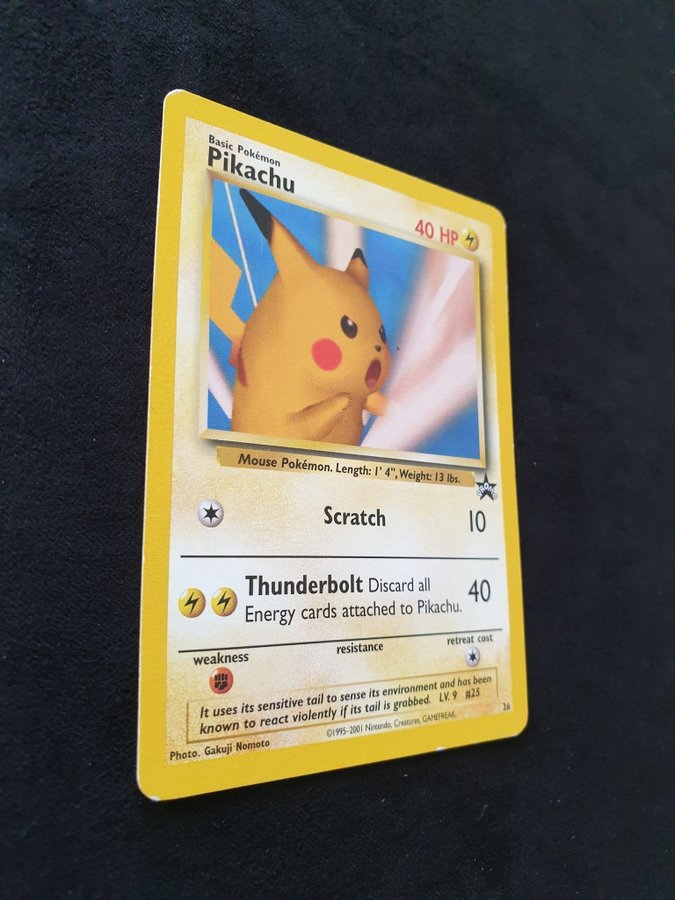 Basic Pokémon
Pikachu
40 HP
Mouse Pokémon. Length: 1' 4", Weight: 13 lbs.
Scratch 10
Thunderbolt Discard all
Energy cards attached to Pikachu. 40
weakness resistance retreat cost
It uses its sensitive tail to sense its environment and has been
known to react violently if its tail is grabbed. LV. 9 #25
Photo. Gakuji Nomoto ©1995-2001 Nintendo, Creatures, GAMEFREAK. 26